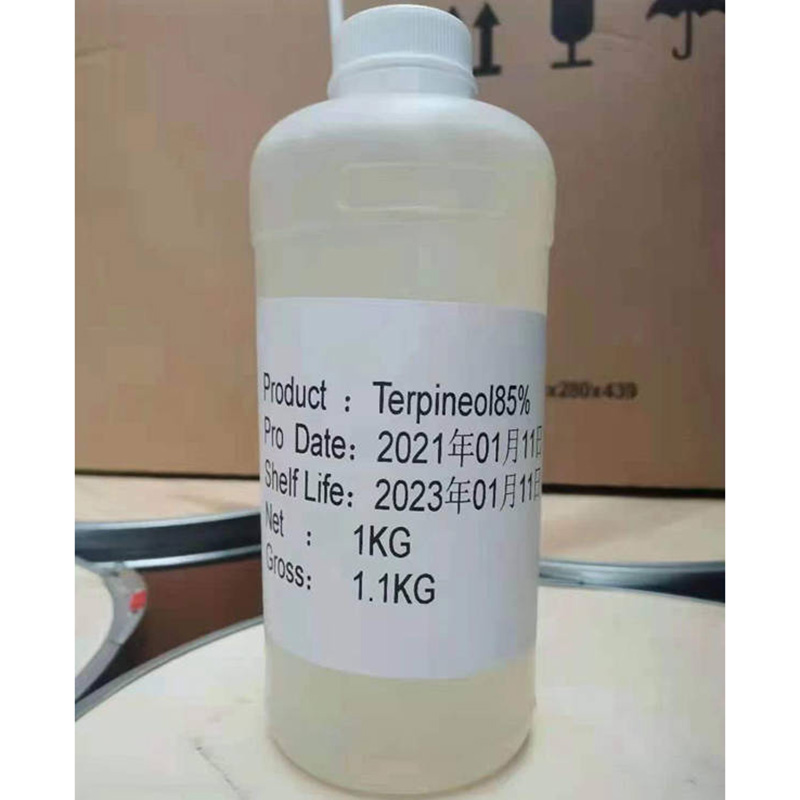 Product : Terpineol85%
Pro Date: 2021年01月11日
Shelf Life: 2023年01月11日
Net : 1KG
Gross: 1.1KG
x280x439